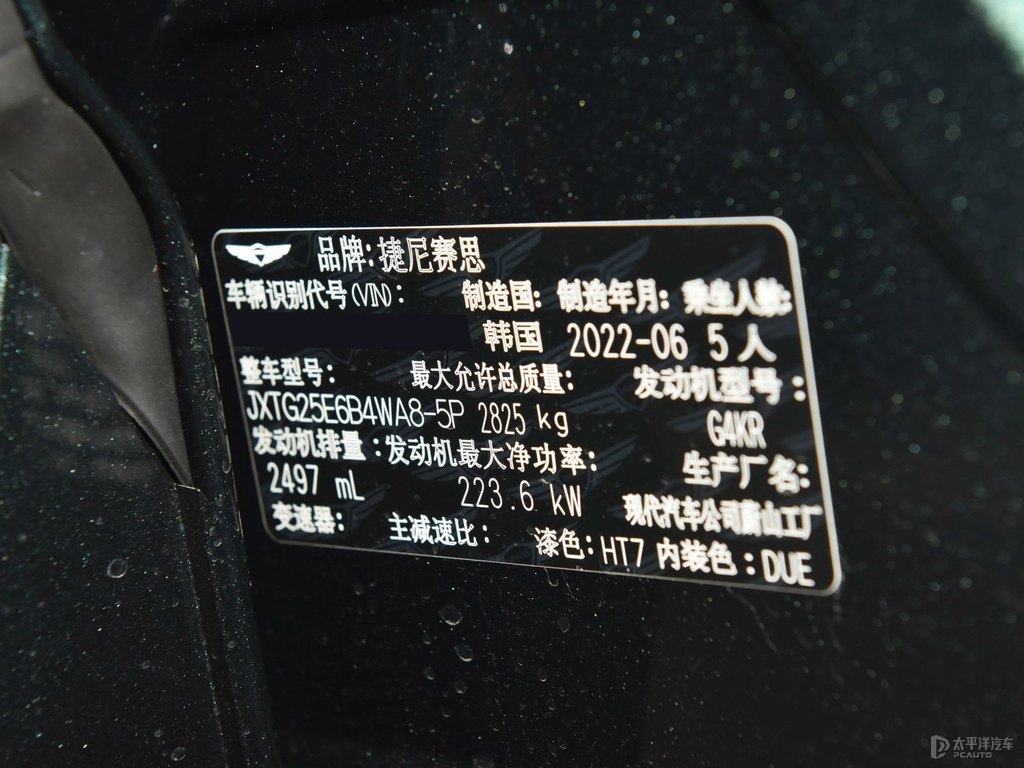 品牌:捷尼赛思
车辆识别代号(VIN): 制造国: 制造年月: 乘坐人数:
韩国 2022-06 5人
整车型号: 最大允许总质量: 发动机型号:
JXTG25E6B4WA8-5P 2825 kg G4KR
发动机排量:发动机最大净功率: 生产厂名:
2497 mL 223.6 kW 现代汽车公司蔚山工厂
变速器: 主减速比: 漆色:HT7 内装色:DUE
太平洋汽车
PCAUTO